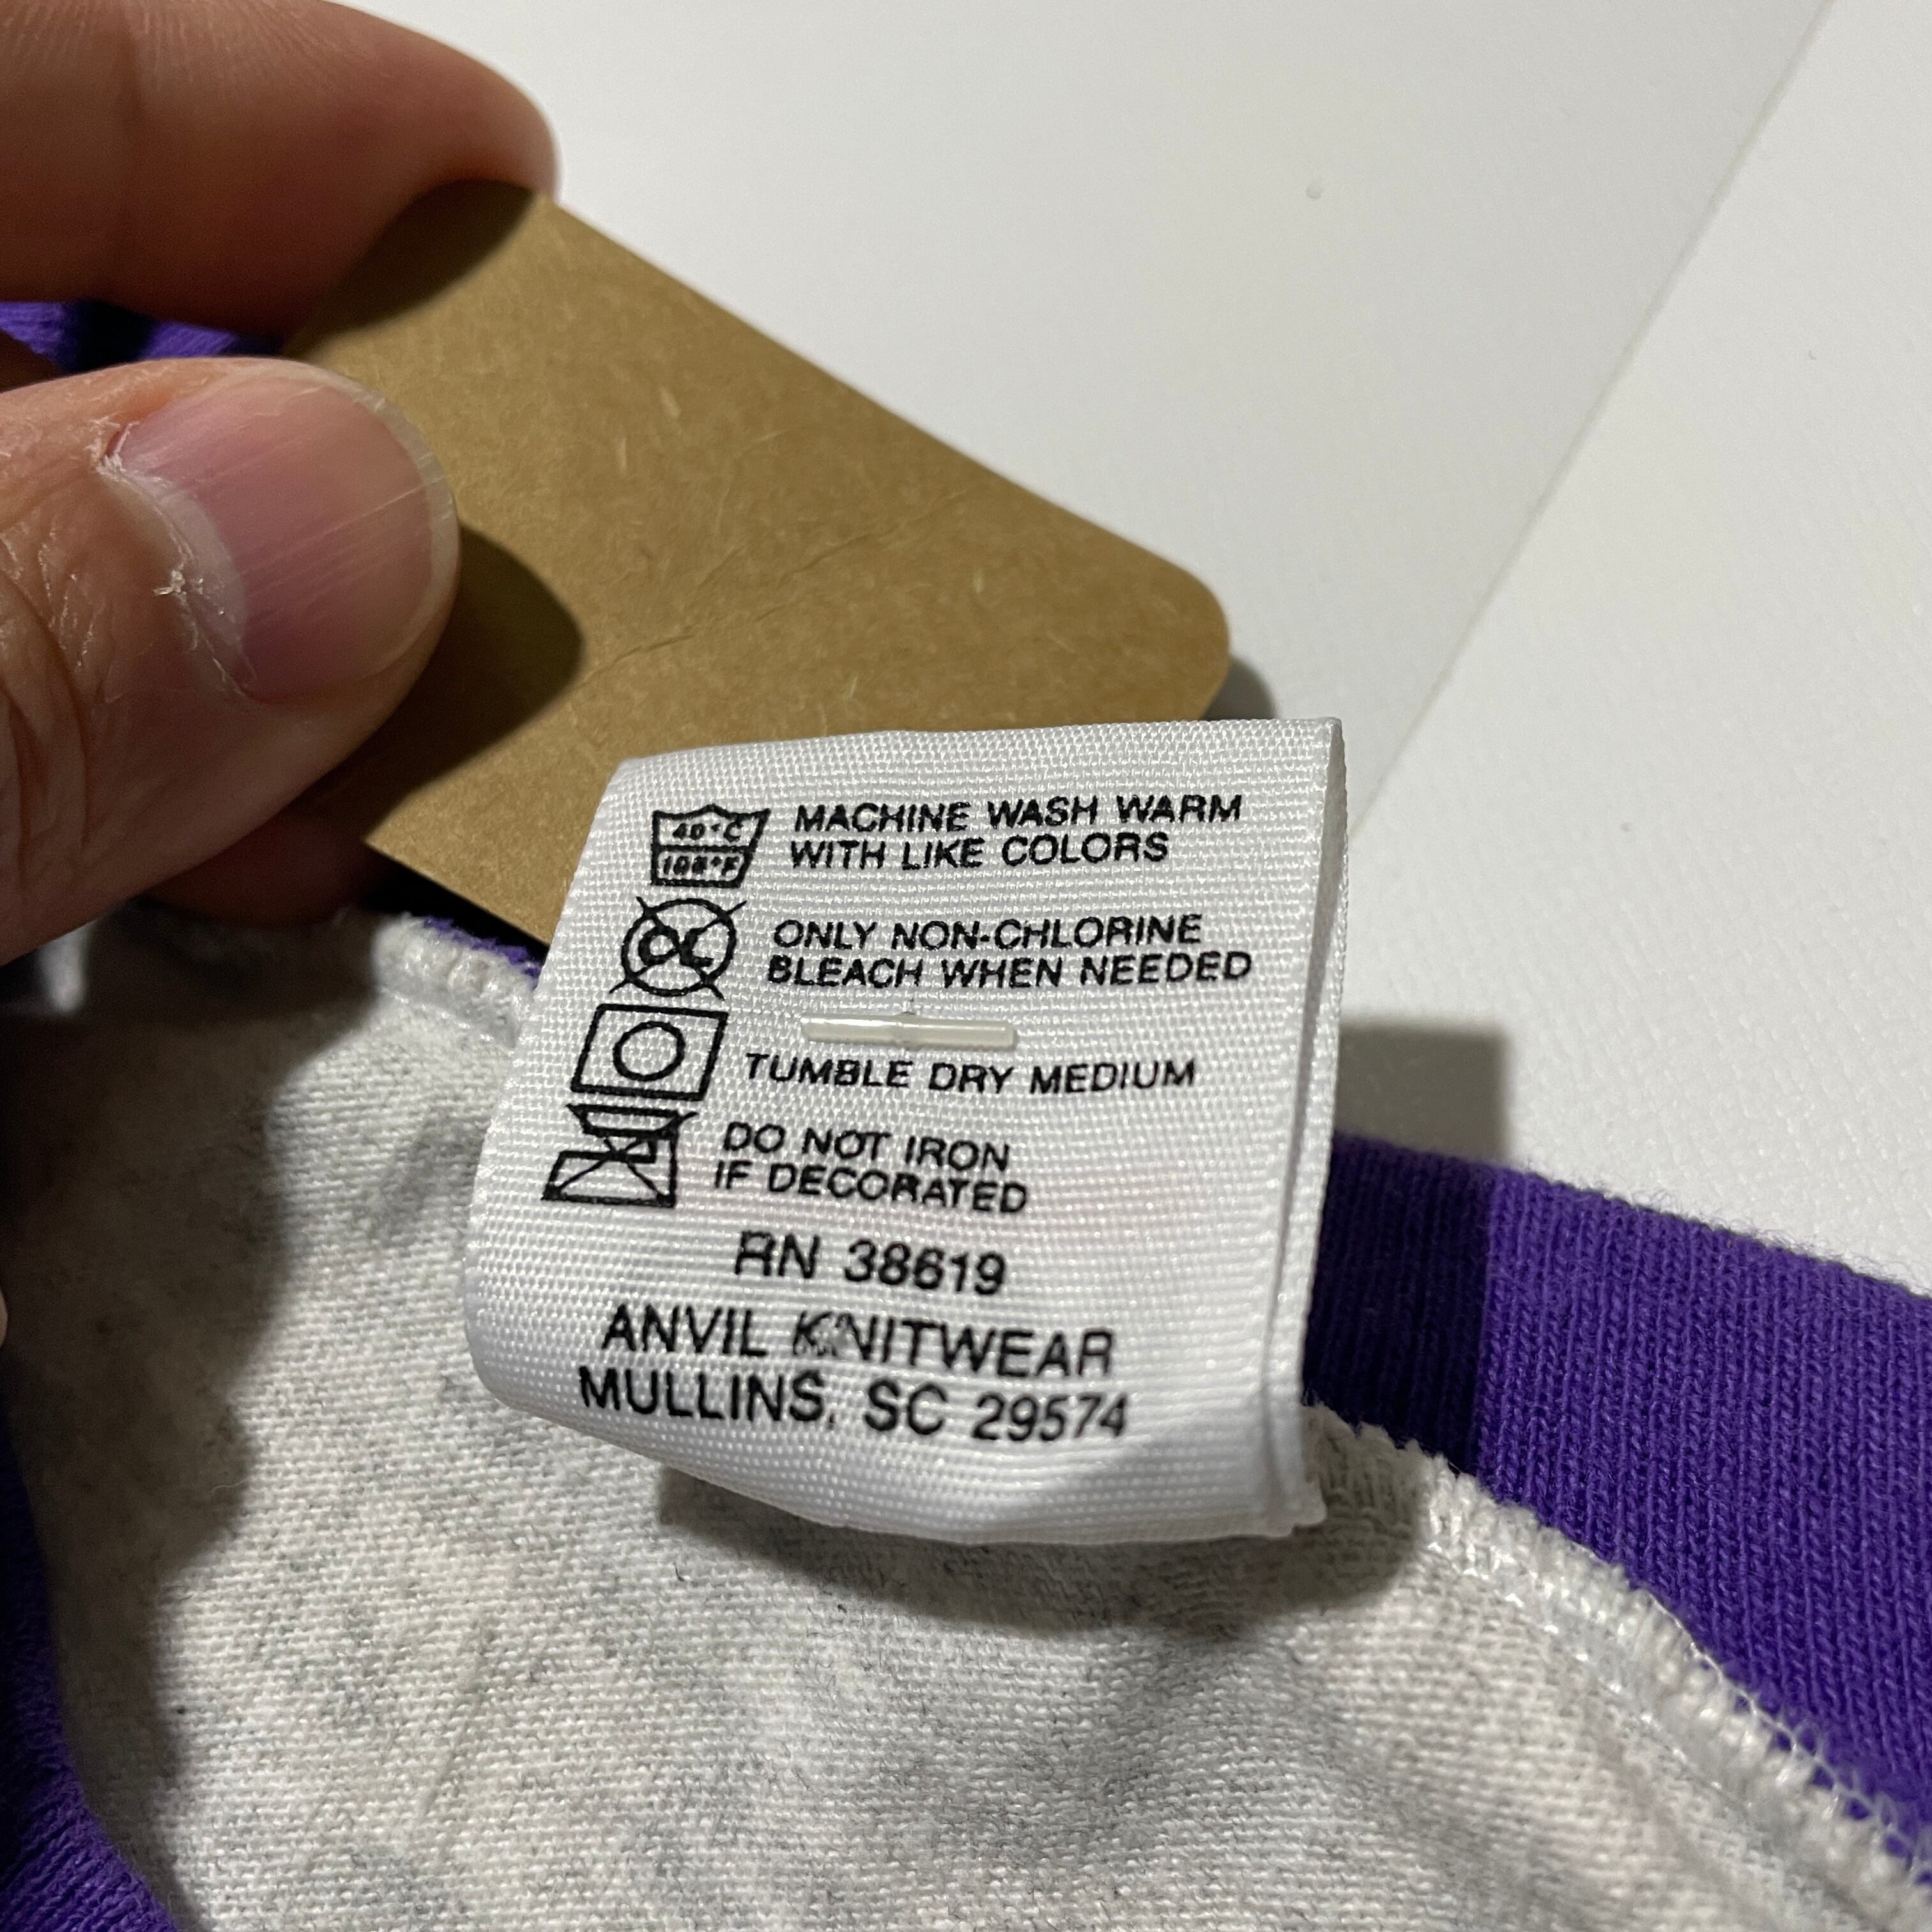 40°C
105°F
MACHINE WASH WARM
WITH LIKE COLORS
CL
ONLY NON-CHLORINE
BLEACH WHEN NEEDED
TUMBLE DRY MEDIUM
DO NOT IRON
IF DECORATED
RN 38619
ANVIL KNITWEAR
MULLINS, SC 29574